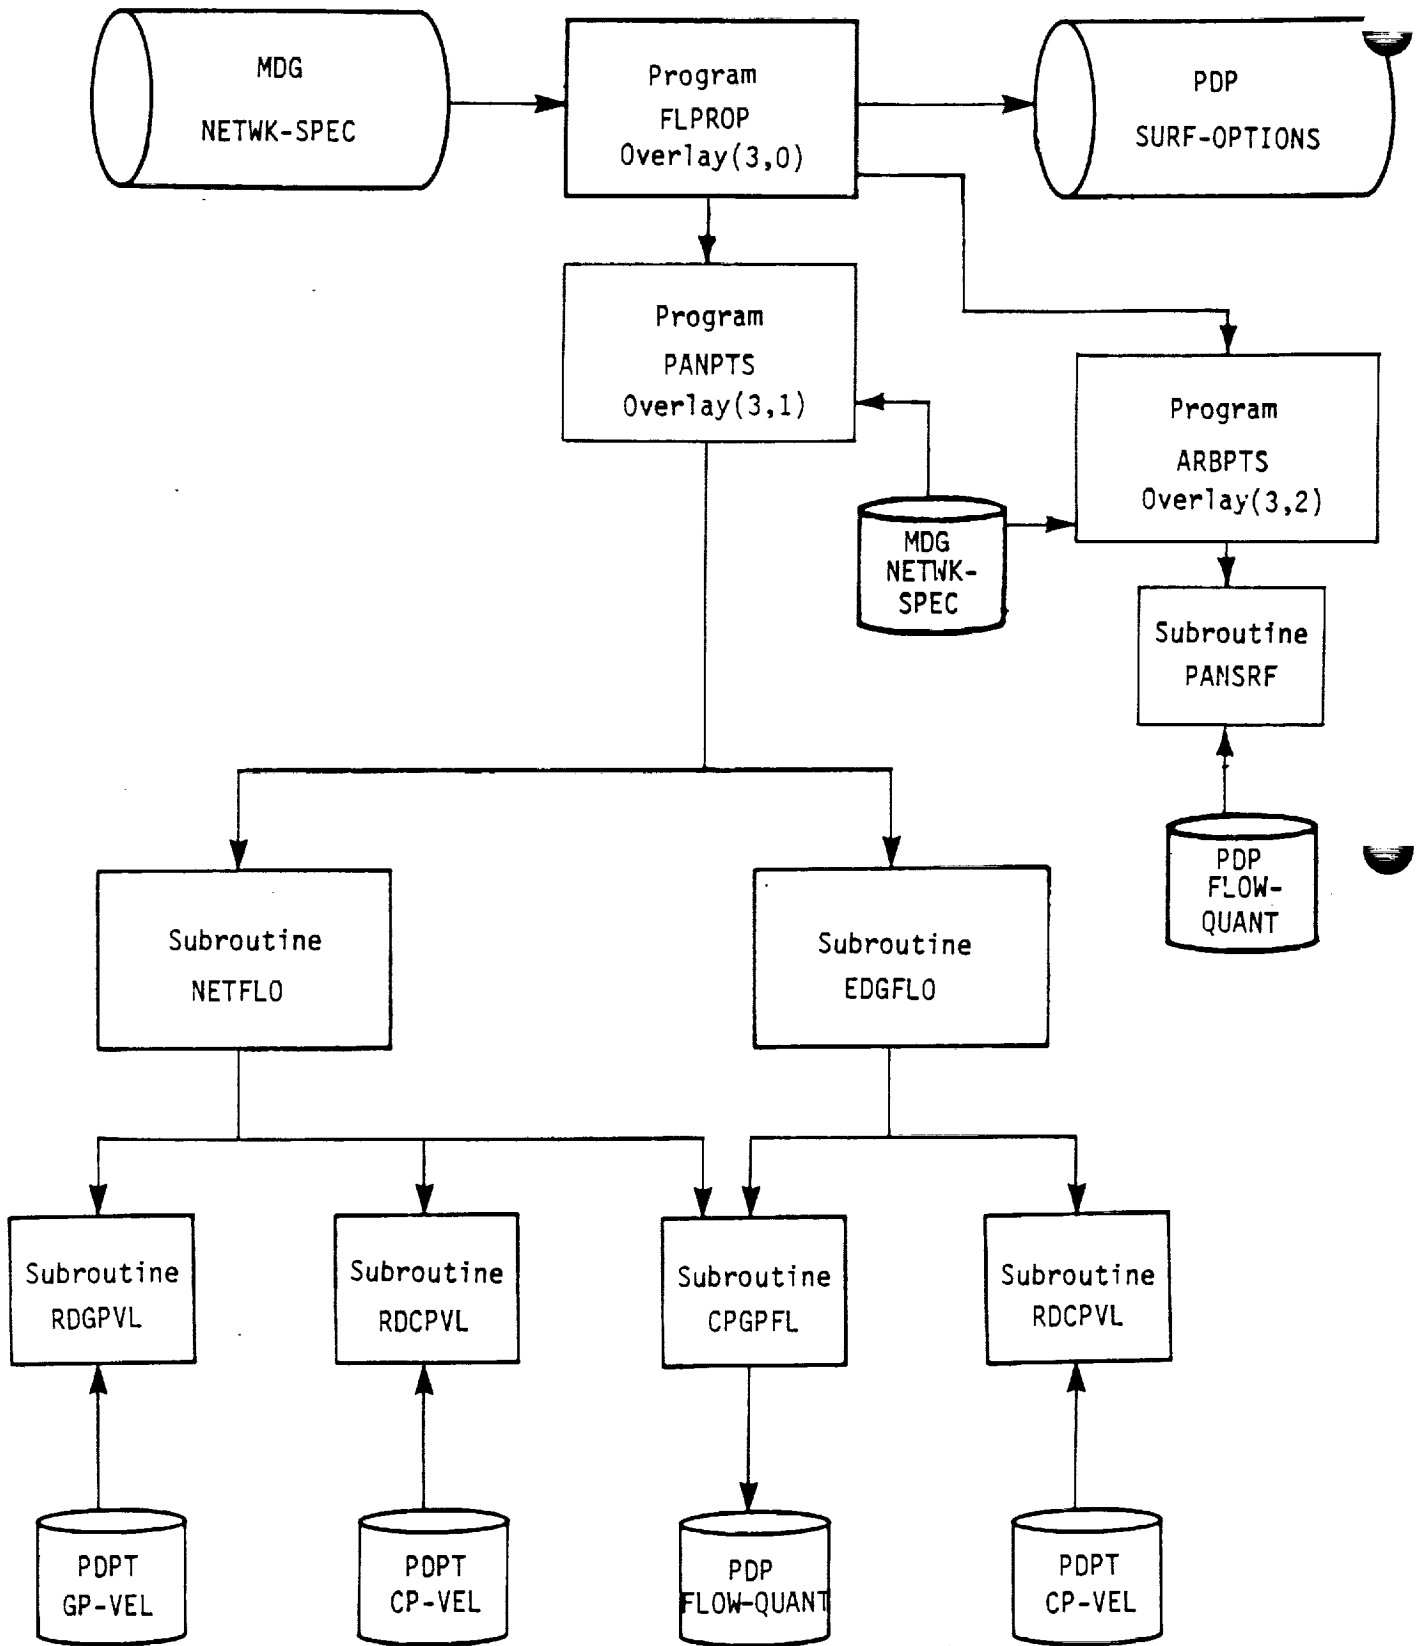 MDG
NETWK-SPEC
Program
FLPROP
Overlay(3,0)
PDP
SURF-OPTIONS
Program
PANPTS
Overlay(3,1)
Program
ARBPTS
Overlay(3,2)
MDG
NETWK-
SPEC
Subroutine
PANSRF
PDP
FLOW-
QUANT
Subroutine
NETFLO
Subroutine
EDGFLO
Subroutine
RDGPVL
Subroutine
RDCPVL
Subroutine
CPGPFL
Subroutine
RDCPVL
PDPT
GP-VEL
PDPT
CP-VEL
PDP
FLOW-QUANT
PDPT
CP-VEL